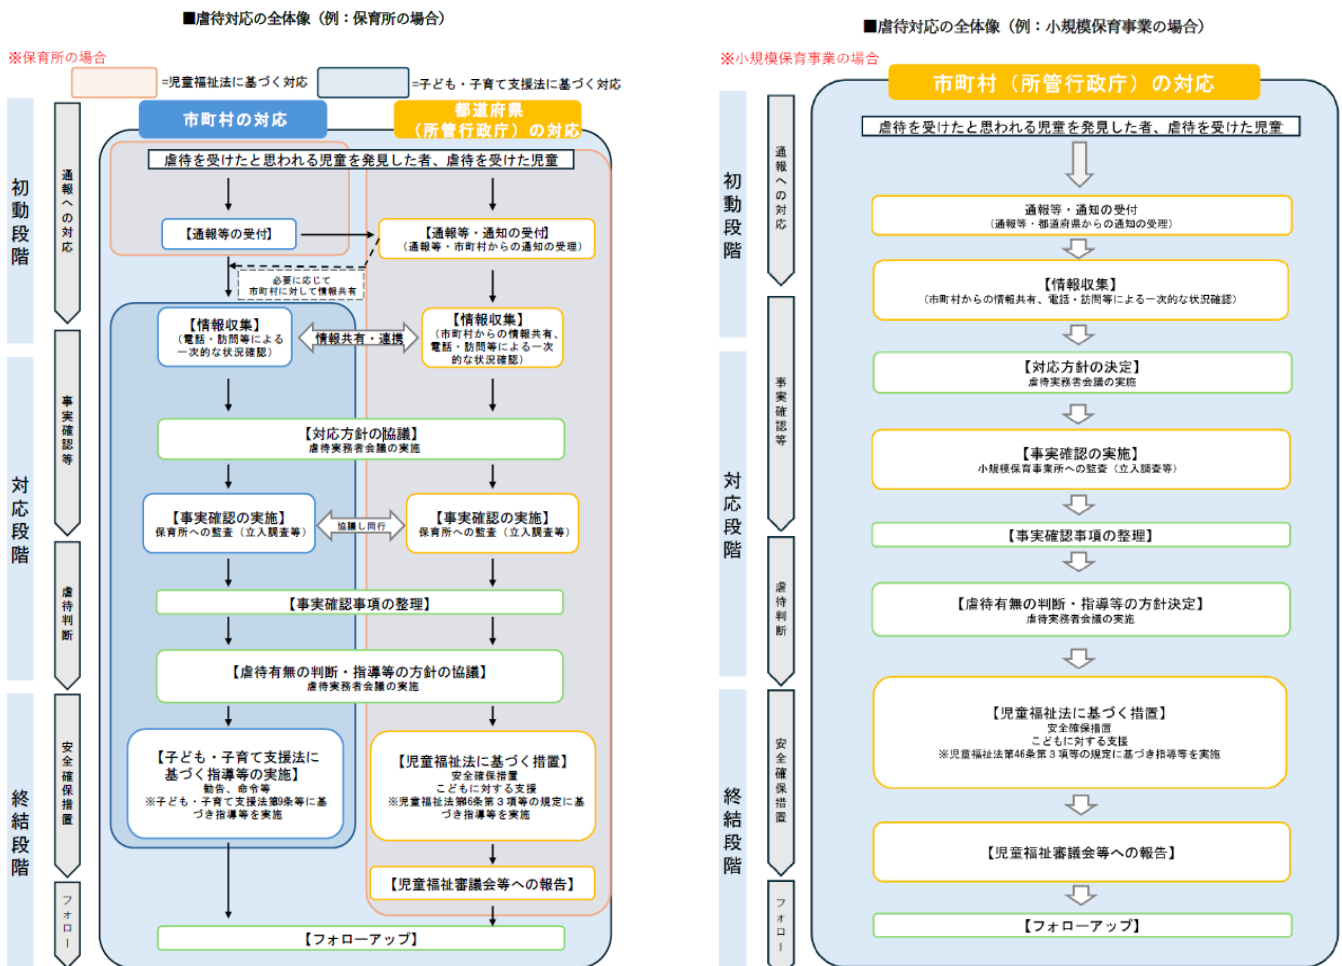 ■虐待対応の全体像（例：保育所の場合）
※保育所の場合
=児童福祉法に基づく対応
=子ども・子育て支援法に基づく対応
市町村の対応
都道府県
（所管行政庁）の対応
虐待を受けたと思われる児童を発見した者、虐待を受けた児童
初動段階
対応段階
終結段階
通報への対応
事実確認等
虐待判断
安全確保措置
フォロー
【通報等の受付】
【通報等・通知の受付】
（通報等・市町村からの通知の受理）
必要に応じて
市町村に対して情報共有
【情報収集】
（電話・訪問等による
一次的な状況確認）
情報共有・連携
【情報収集】
（市町村からの情報共有、
電話・訪問等による一次
的な状況確認）
【対応方針の協議】
虐待実務者会議の実施
【事実確認の実施】
保育所への監査（立入調査等）
協議し同行
【事実確認の実施】
保育所への監査（立入調査等）
【事実確認事項の整理】
【虐待有無の判断・指導等の方針の協議】
虐待実務者会議の実施
【子ども・子育て支援法に
基づく指導等の実施】
勧告、命令等
※子ども・子育て支援法第39条等に基
づき指導等を実施
【児童福祉法に基づく措置】
安全確保措置
こどもに対する支援
※児童福祉法第46条第３項等の規定に基
づき指導等を実施
【児童福祉審議会等への報告】
【フォローアップ】
■虐待対応の全体像（例：小規模保育事業の場合）
※小規模保育事業の場合
市町村（所管行政庁）の対応
虐待を受けたと思われる児童を発見した者、虐待を受けた児童
初動段階
対応段階
終結段階
通報への対応
事実確認等
虐待判断
安全確保措置
フォロー
通報等・通知の受付
（通報等・都道府県からの通知の受理）
【情報収集】
（市町村からの情報共有、電話・訪問等による一次的な状況確認）
【対応方針の決定】
虐待実務者会議の実施
【事実確認の実施】
小規模保育事業所への監査（立入調査等）
【事実確認事項の整理】
【虐待有無の判断・指導等の方針決定】
虐待実務者会議の実施
【児童福祉法に基づく措置】
安全確保措置
こどもに対する支援
※児童福祉法第46条第３項等の規定に基づき指導等を実施
【児童福祉審議会等への報告】
【フォローアップ】